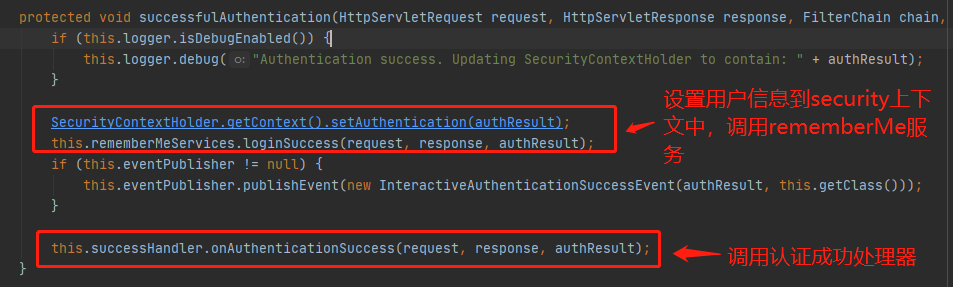 protected void successfulAuthentication(HttpServletRequest request, HttpServletResponse response, FilterChain chain,
if (this.logger.isDebugEnabled()) {
this.logger.debug( o: "Authentication success. Updating SecurityContextHolder to contain: " + authResult);
}
SecurityContextHolder.getContext().setAuthentication(authResult);
this.rememberMeServices.loginSuccess(request, response, authResult);
设置用户信息到security上下
文中，调用rememberMe服
务
if (this.eventPublisher != null) {
this.eventPublisher.publishEvent(new InteractiveAuthenticationSuccessEvent(authResult, this.getClass()));
}
this.successHandler.onAuthenticationSuccess(request, response, authResult);
调用认证成功处理器
}